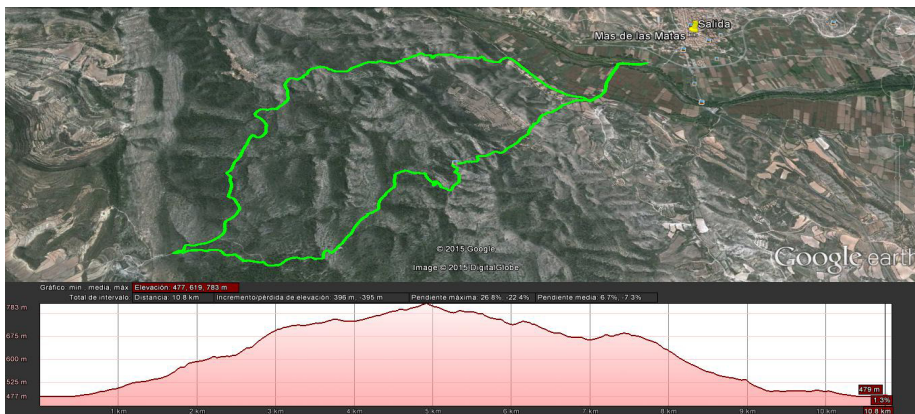 Salida
Mas de las Matas
© 2015 Google
Image © 2015 DigitalGlobe
Google earth
Gráfico: mín., media, máx. Elevación: 477, 619, 783 m
Total de intervalo: Distancia: 10.8 km Incremento/pérdida de elevación: 396 m, -395 m Pendiente máxima: 26.8%, -22.4% Pendiente media: 6.7%, -7.3%
783 m
675 m
600 m
525 m
477 m
479 m
1.3%
1 km 2 km 3 km 4 km 5 km 6 km 7 km 8 km 9 km 10 km 10.8 km